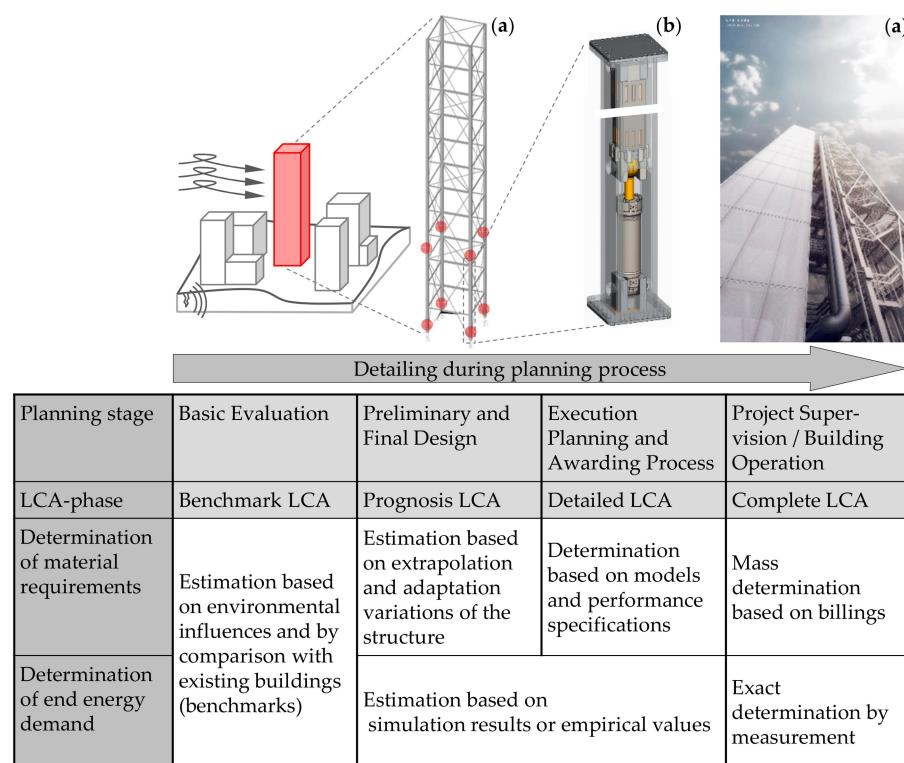 (a)
(b)
(a)
Detailing during planning process
Planning stage
Basic Evaluation
Preliminary and
Final Design
Execution
Planning and
Awarding Process
Project Super-
vision / Building
Operation
LCA-phase
Benchmark LCA
Prognosis LCA
Detailed LCA
Complete LCA
Determination
of material
requirements
Estimation based
on environmental
influences and by
comparison with
existing buildings
(benchmarks)
Estimation based
on extrapolation
and adaptation
variations of the
structure
Determination
based on models
and performance
specifications
Mass
determination
based on billings
Determination
of end energy
demand
Estimation based on
simulation results or empirical values
Exact
determination by
measurement